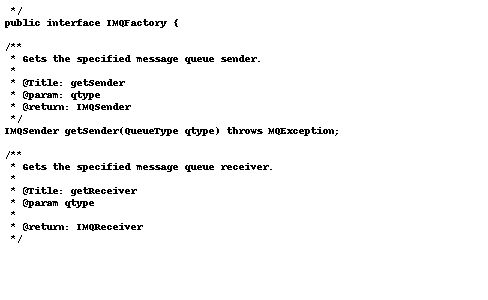 */
public interface IMQFactory {
/**
* Gets the specified message queue sender.
*
* @Title: getSender
* @param: qtype
* @return: IMQSender
*/
IMQSender getSender(QueueType qtype) throws MQException;
/**
* Gets the specified message queue receiver.
*
* @Title: getReceiver
* @param qtype
*
* @return: IMQReceiver
*/